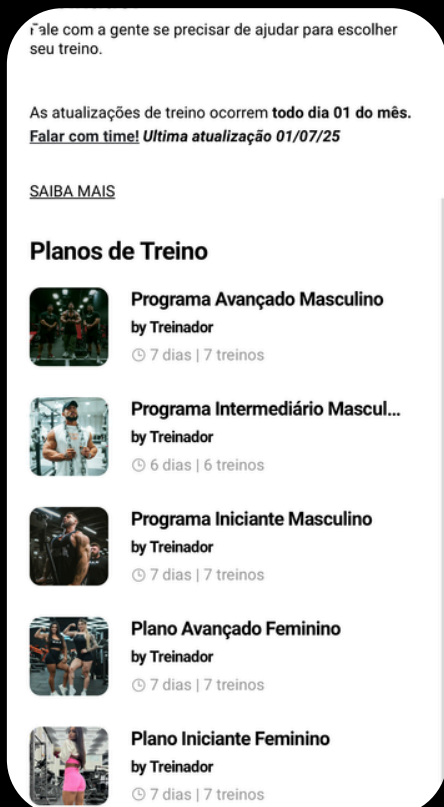 Fale com a gente se precisar de ajudar para escolher
seu treino.
As atualizações de treino ocorrem todo dia 01 do mês.
Falar com time! Ultima atualização 01/07/25
SAIBA MAIS
Planos de Treino
Programa Avançado Masculino
by Treinador
7 dias | 7 treinos
Programa Intermediário Mascul...
by Treinador
6 dias | 6 treinos
Programa Iniciante Masculino
by Treinador
7 dias | 7 treinos
Plano Avançado Feminino
by Treinador
7 dias | 7 treinos
Plano Iniciante Feminino
by Treinador
7 dias | 7 treinos